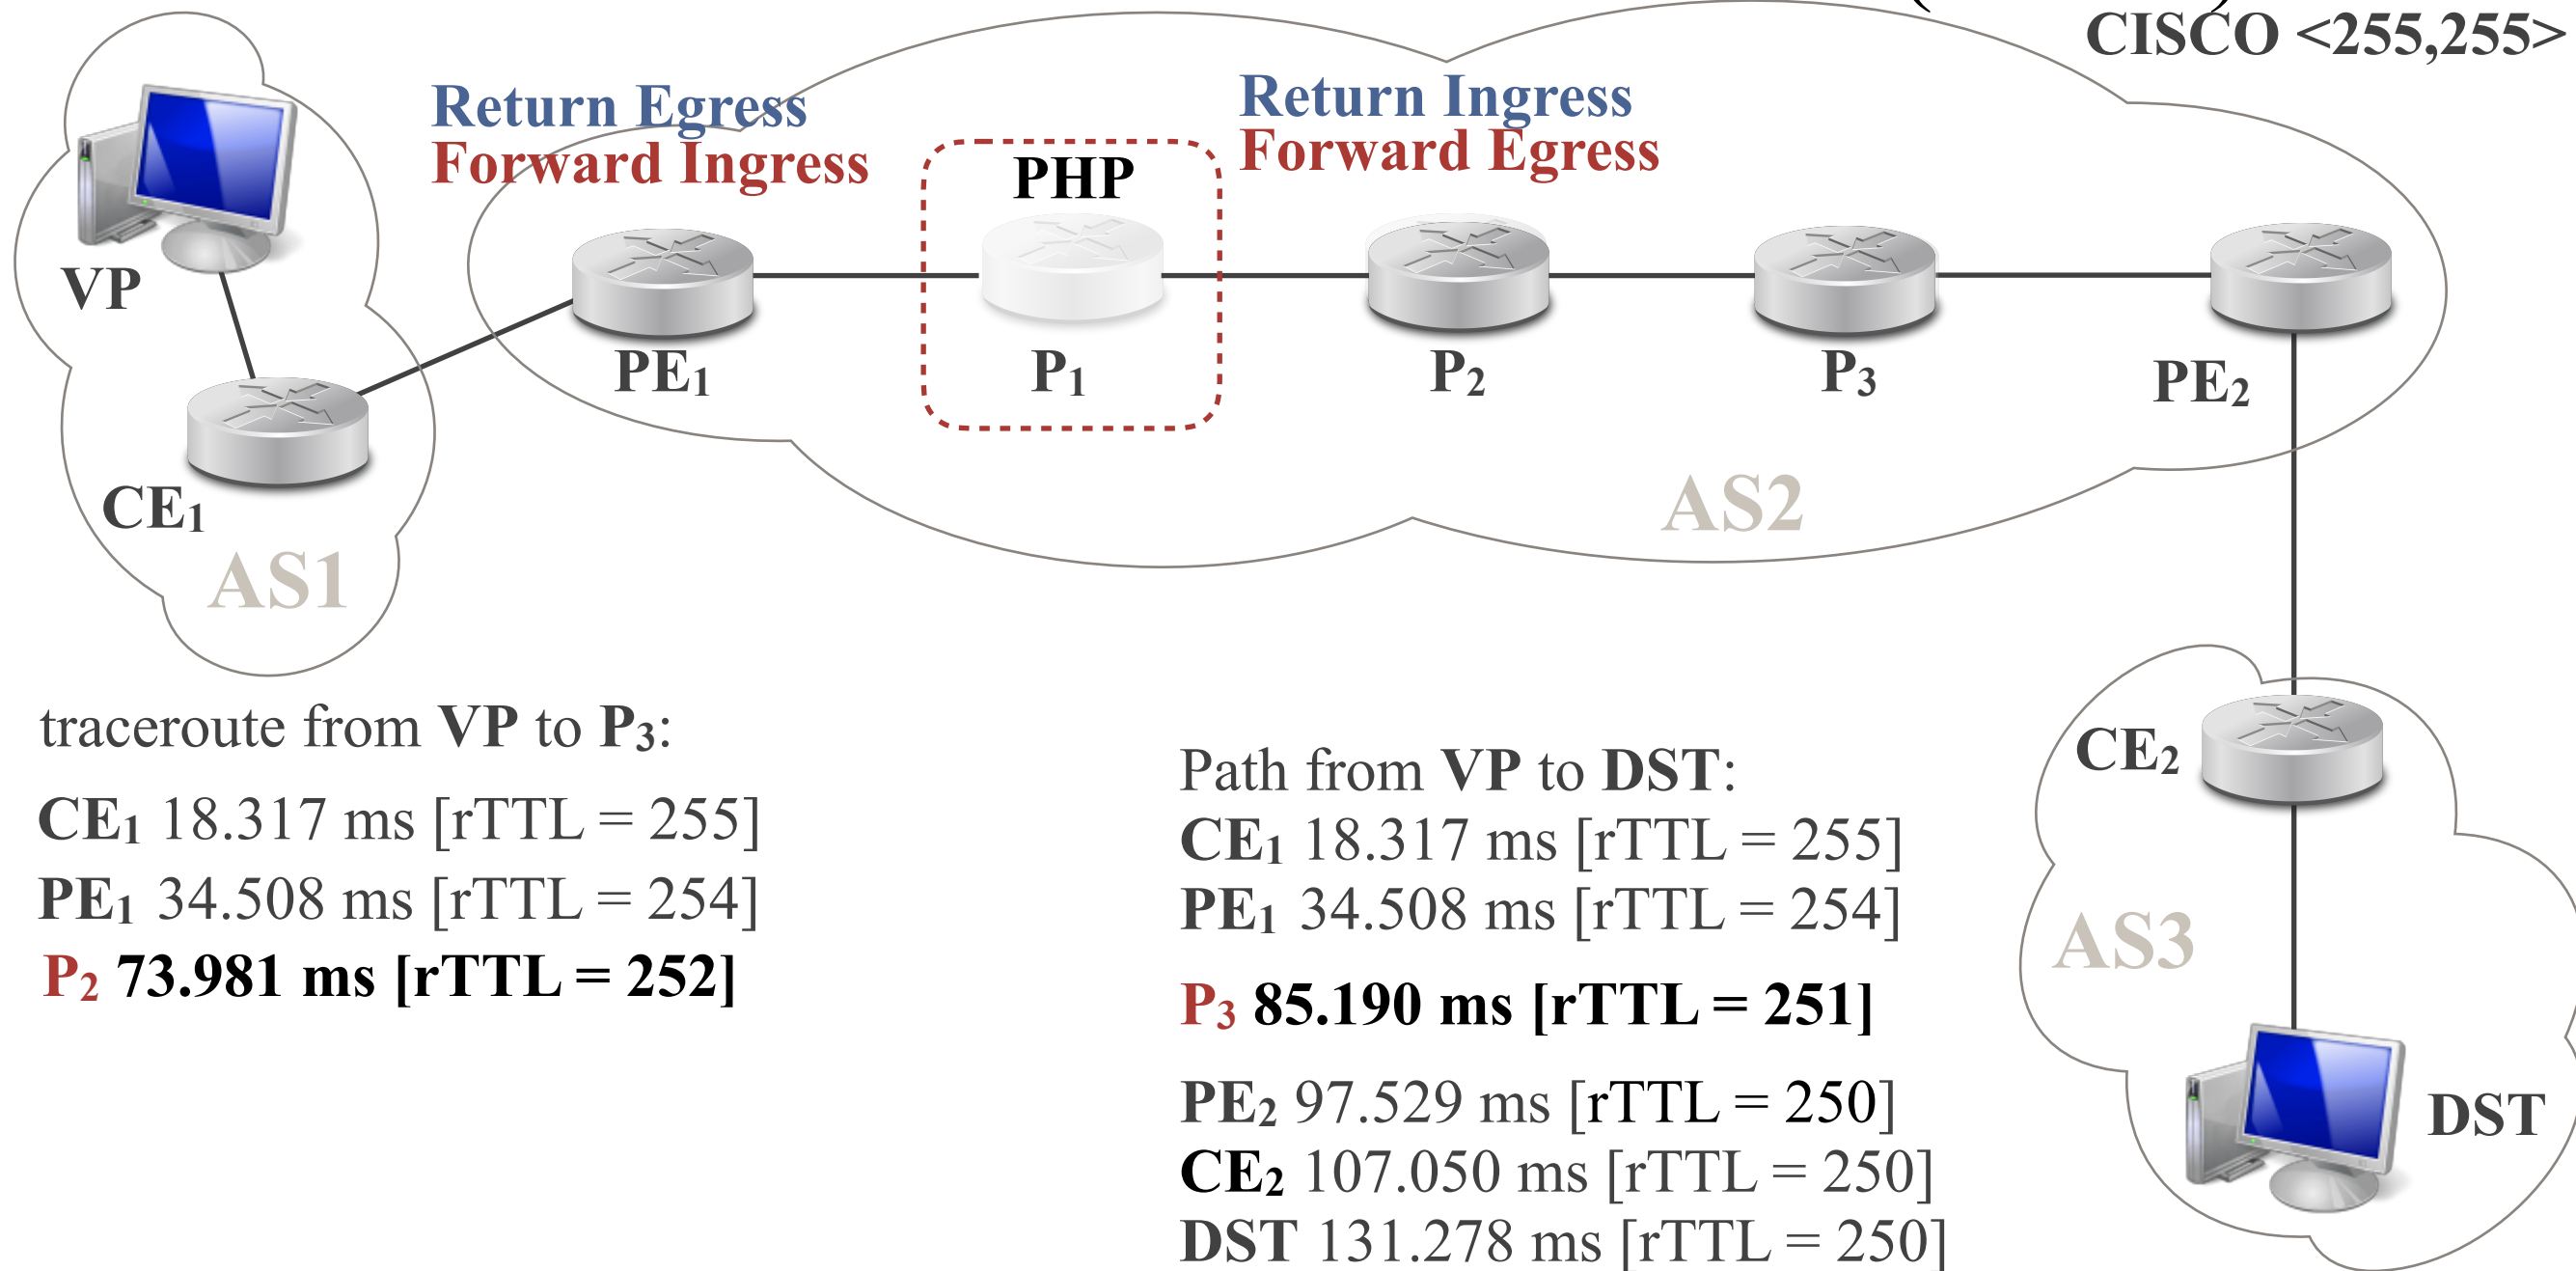 CISCO <255,255>
Return Egress
Forward Ingress
Return Ingress
Forward Egress
PHP
VP
PE1
P1
P2
P3
PE2
CE1
AS1
AS2
traceroute from VP to P3:
CE1 18.317 ms [rTTL = 255]
PE1 34.508 ms [rTTL = 254]
P2 73.981 ms [rTTL = 252]
Path from VP to DST:
CE1 18.317 ms [rTTL = 255]
PE1 34.508 ms [rTTL = 254]
P3 85.190 ms [rTTL = 251]
PE2 97.529 ms [rTTL = 250]
CE2 107.050 ms [rTTL = 250]
DST 131.278 ms [rTTL = 250]
CE2
AS3
DST